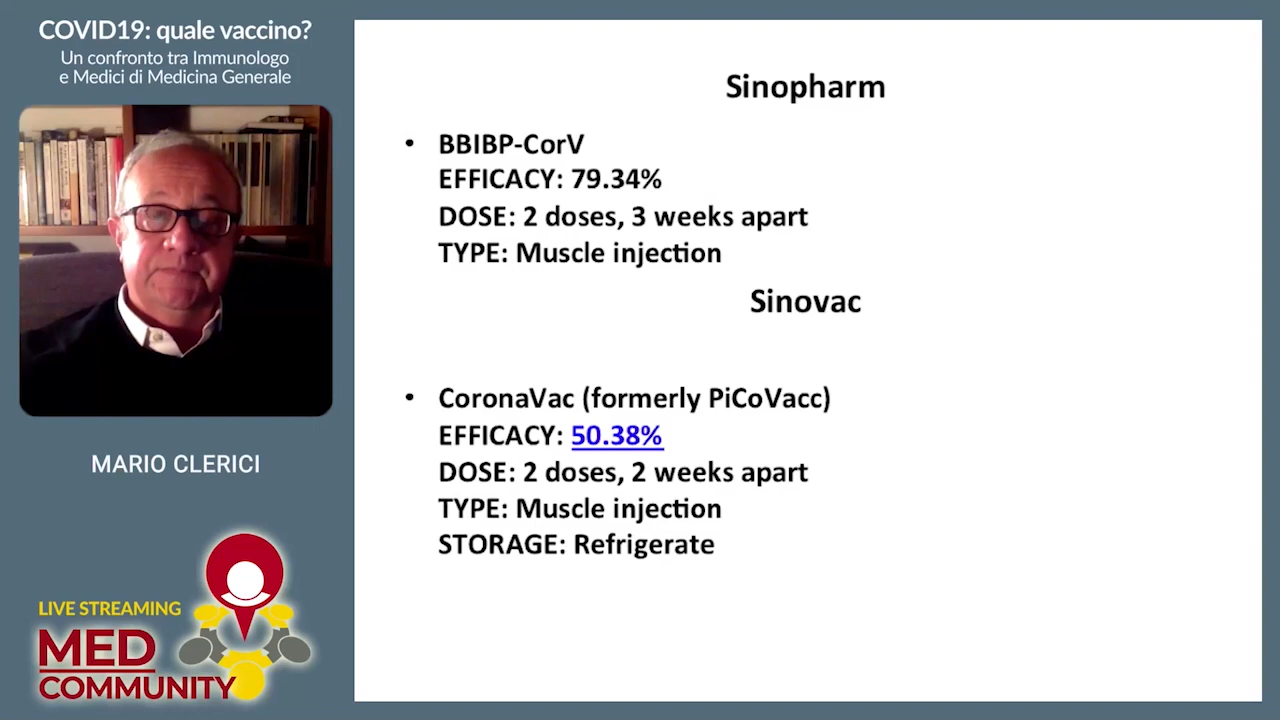 COVID19: quale vaccino?
Un confronto tra Immunologo
e Medici di Medicina Generale
MARIO CLERICI
LIVE STREAMING
MED
COMMUNITY
Sinopharm
• BBIBP-CorV
EFFICACY: 79.34%
DOSE: 2 doses, 3 weeks apart
TYPE: Muscle injection
Sinovac
• CoronaVac (formerly PiCoVacc)
EFFICACY: 50.38%
DOSE: 2 doses, 2 weeks apart
TYPE: Muscle injection
STORAGE: Refrigerate